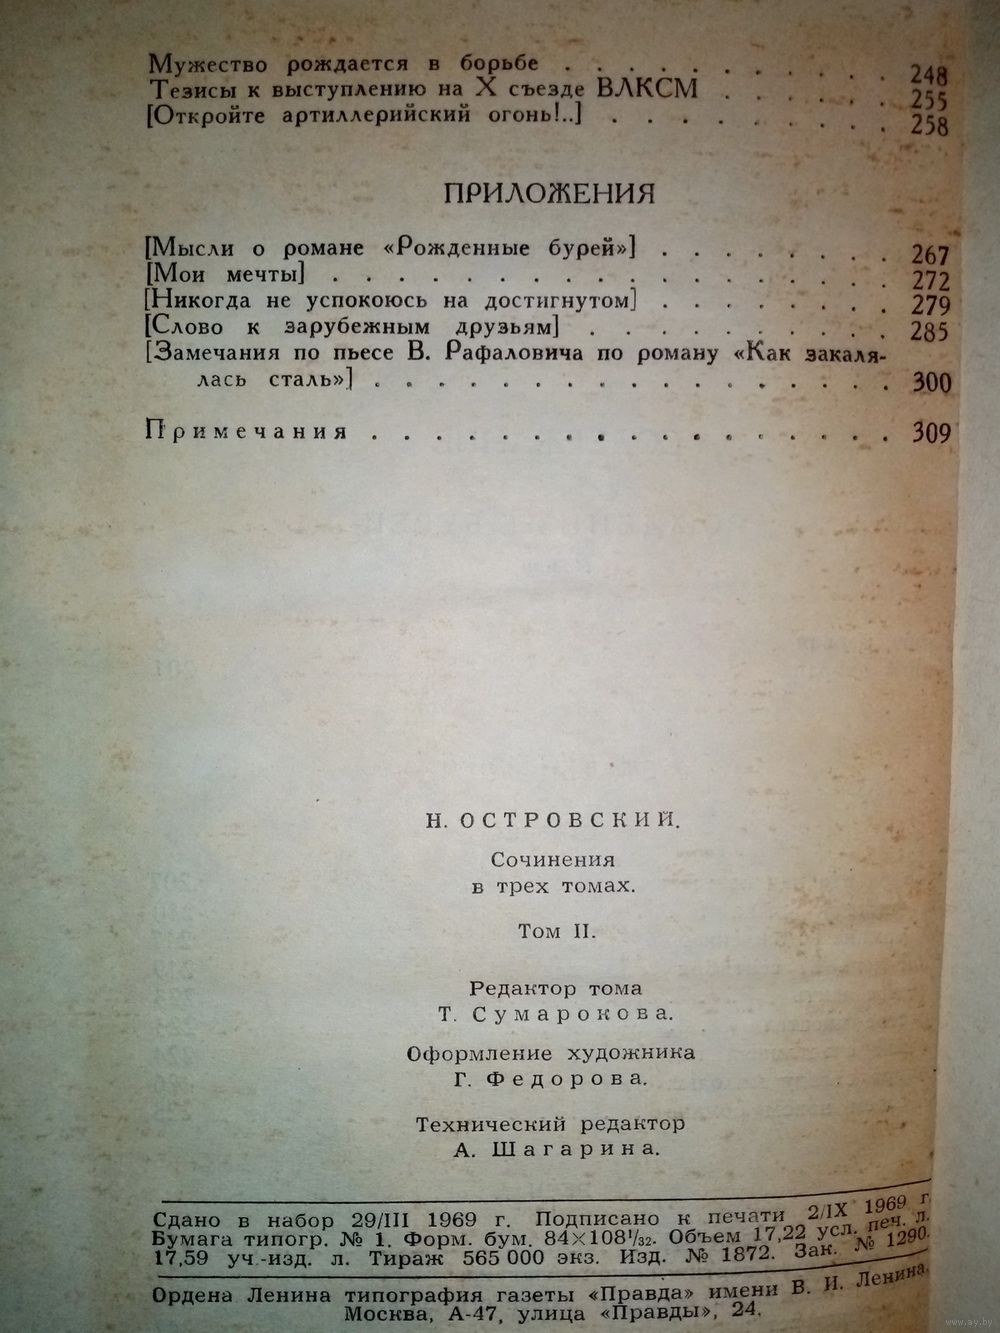 Мужество рождается в борьбе . . . . . . . . . . 248
Тезисы к выступлению на X съезде ВЛКСМ . . . . . . 255
[Откройте артиллерийский огонь!..] . . . . . . . . . 258
ПРИЛОЖЕНИЯ
[Мысли о романе «Рожденные бурей»] . . . . . . . . 267
[Мои мечты] . . . . . . . . . . . . . . . . . . 272
[Никогда не успокоюсь на достигнутом] . . . . . . . . 279
[Слово к зарубежным друзьям] . . . . . . . . . . 285
[Замечания по пьесе В. Рафаловича по роману «Как закаля-
лась сталь»] . . . . . . . . . . . . . . . . . 300
Примечания . . . . . . . . . . . . . . . . . 309
Н. ОСТРОВСКИЙ.
Сочинения
в трех томах.
Том II.
Редактор тома
Т. Сумарокова.
Оформление художника
Г. Федорова.
Технический редактор
А. Шагарина.
Сдано в набор 29/III 1969 г. Подписано к печати 2/IX 1969 г.
Бумага типогр. № 1. Форм. бум. 84×108¹/₃₂. Объем 17,22 усл. печ. л.
17,59 уч.-изд. л. Тираж 565 000 экз. Изд. № 1872. Зак. № 1290.
Ордена Ленина типография газеты «Правда» имени В. И. Ленина.
Москва, А-47, улица «Правды», 24.
www.ay.by